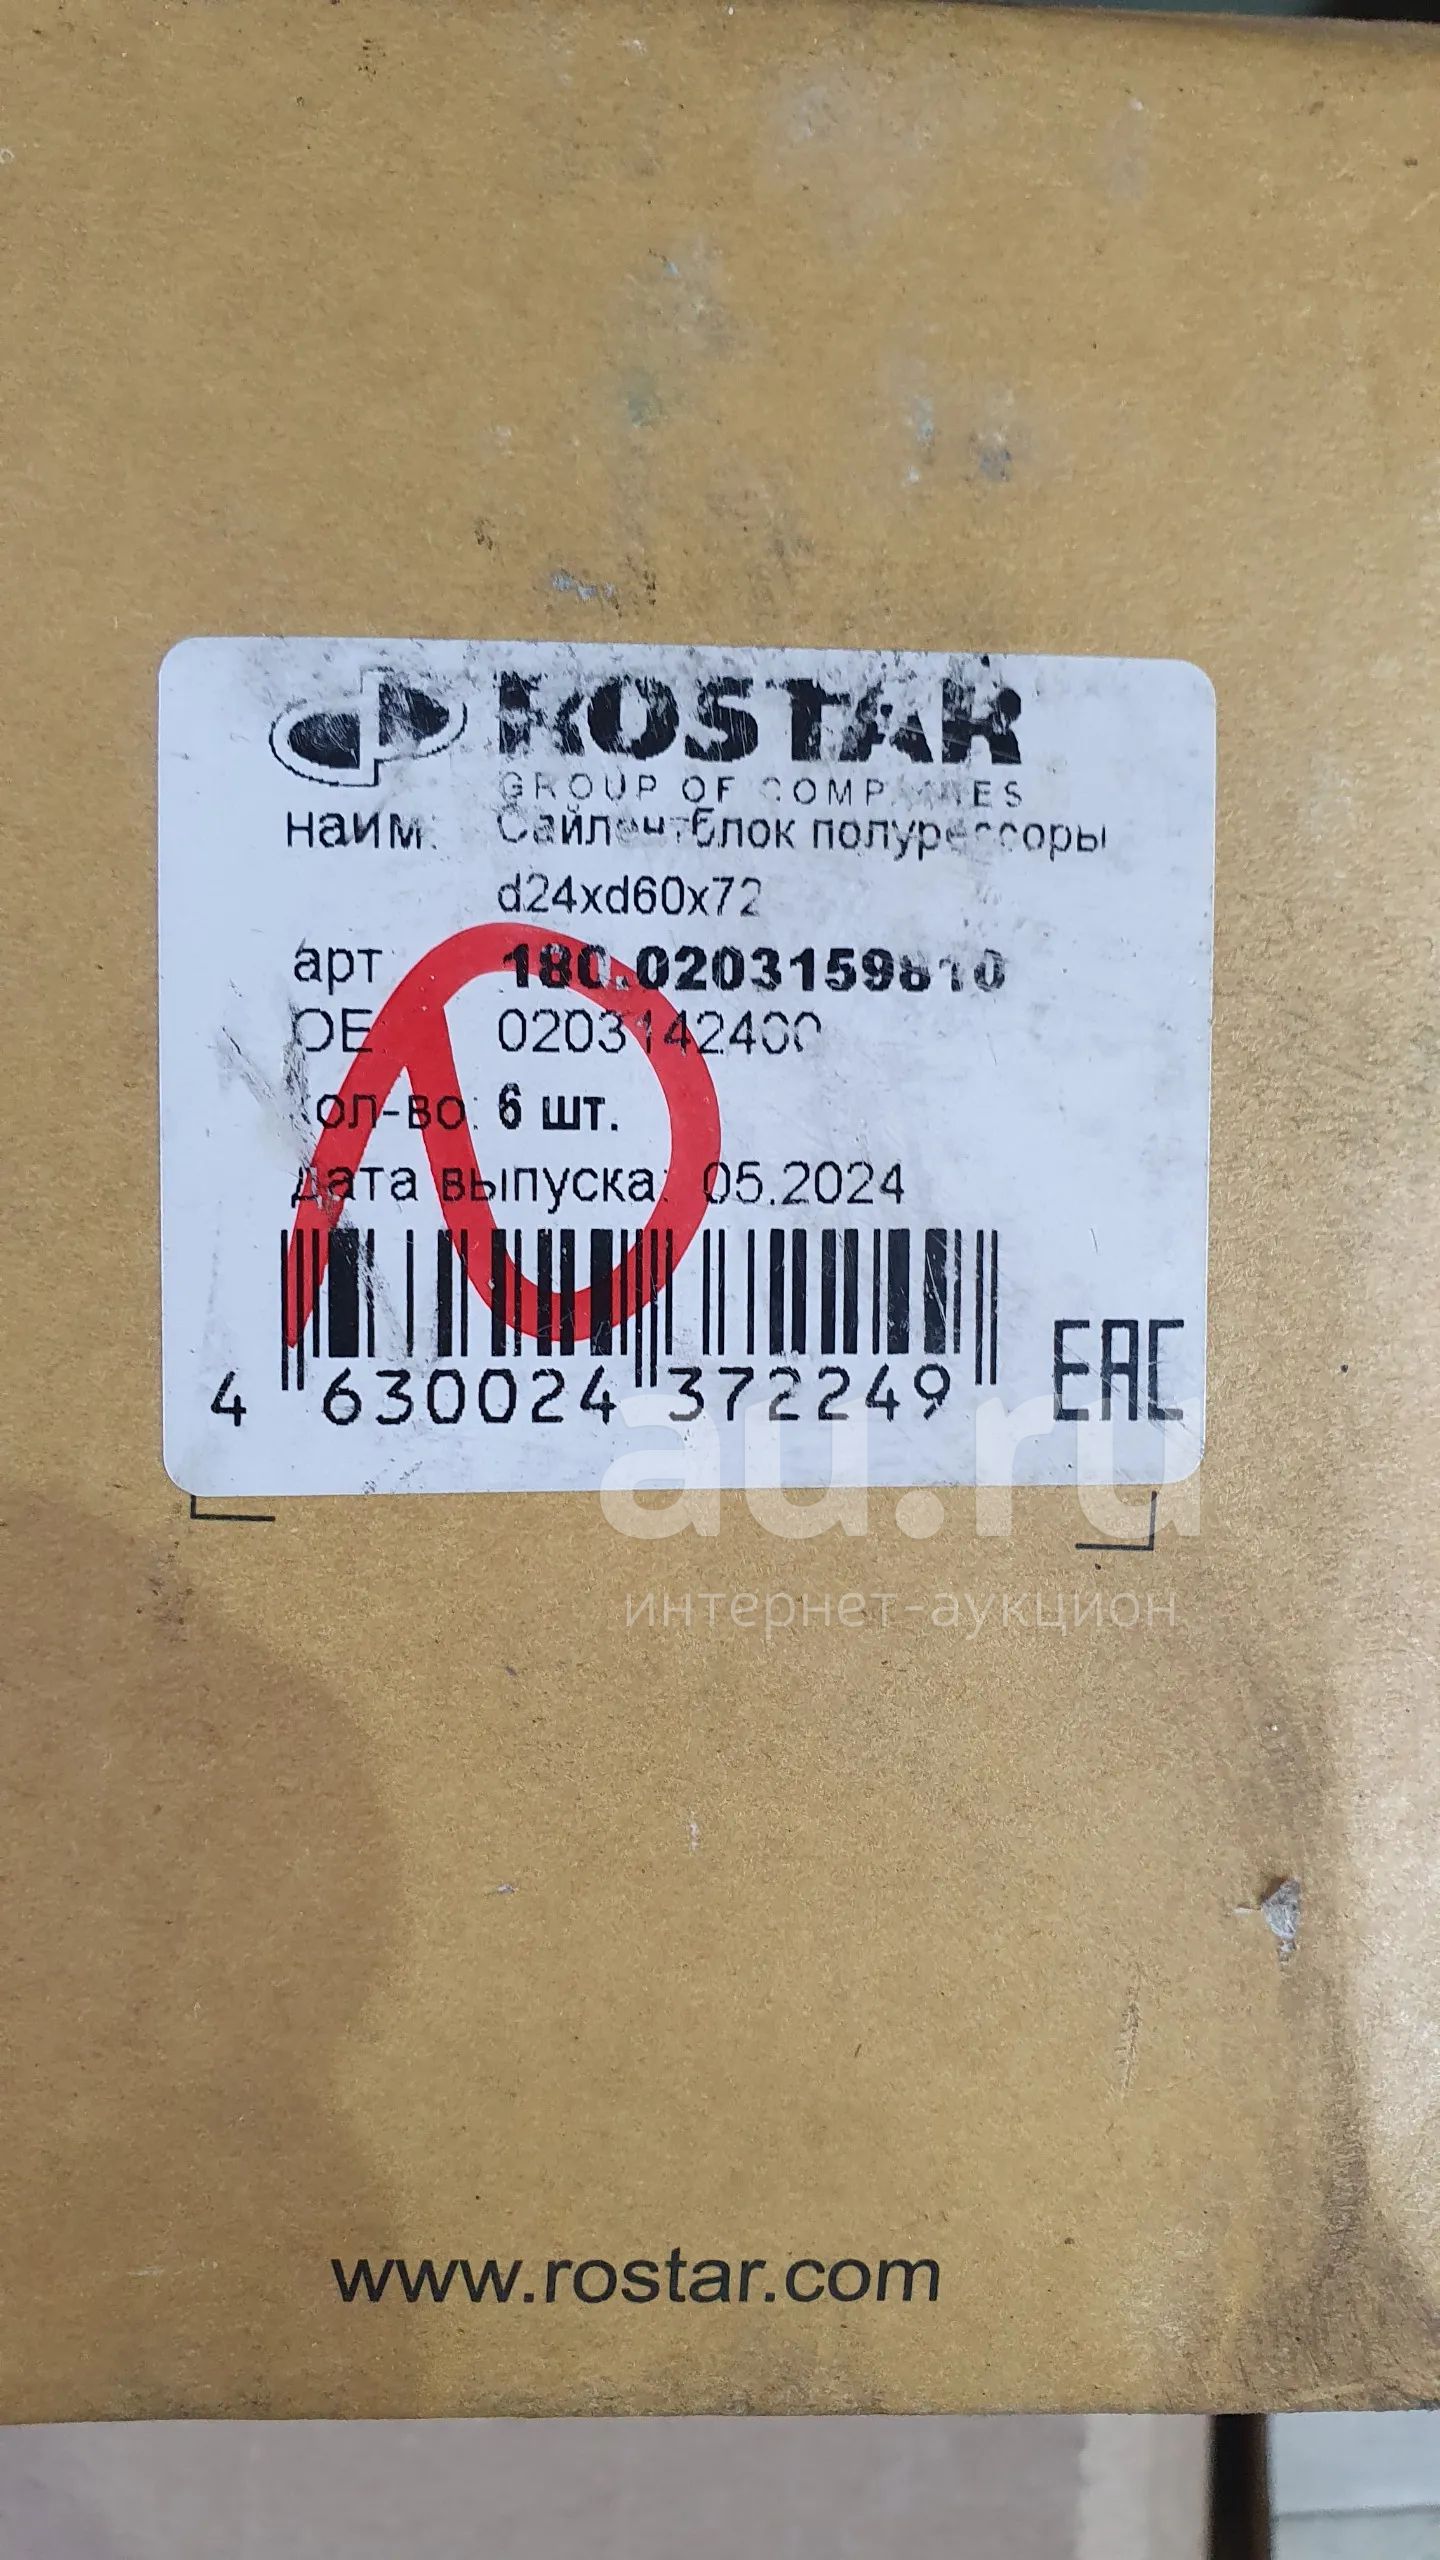 ROSTAR
GROUP OF COMPANIES
наим: Сайлентблок полурессоры
d24xd60x72
арт 180.0203159810
OE: 0203142400
кол-во: 6 шт.
дата выпуска: 05.2024
4 630024 372249
EAC
au.ru
интернет-аукцион
www.rostar.com